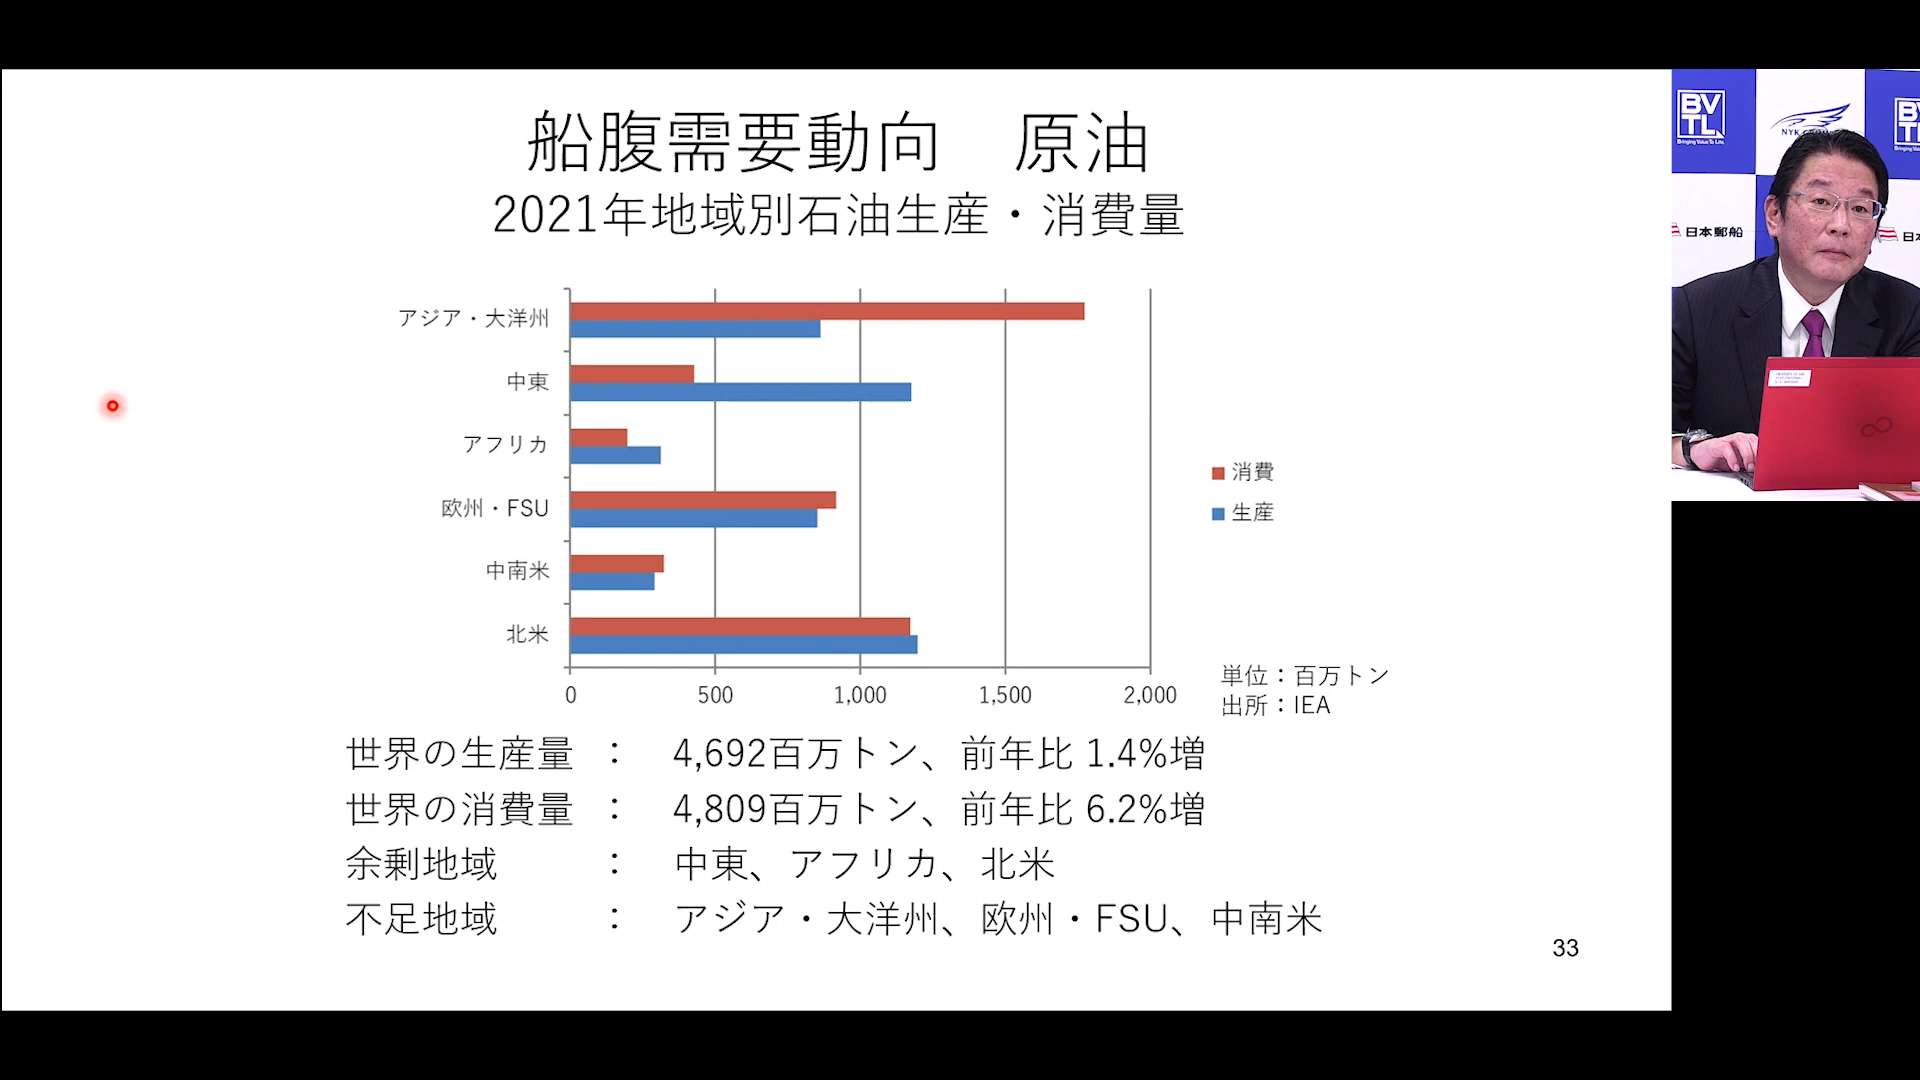 船腹需要動向　原油
2021年地域別石油生産・消費量
アジア・大洋州
中東
アフリカ
欧州・FSU
中南米
北米
0 500 1,000 1,500 2,000
消費
生産
単位：百万トン
出所：IEA
世界の生産量 ： 4,692百万トン、前年比 1.4%増
世界の消費量 ： 4,809百万トン、前年比 6.2%増
余剰地域 ： 中東、アフリカ、北米
不足地域 ： アジア・大洋州、欧州・FSU、中南米
33
BVTL
Bringing Value To Life.
NYK
日本郵船